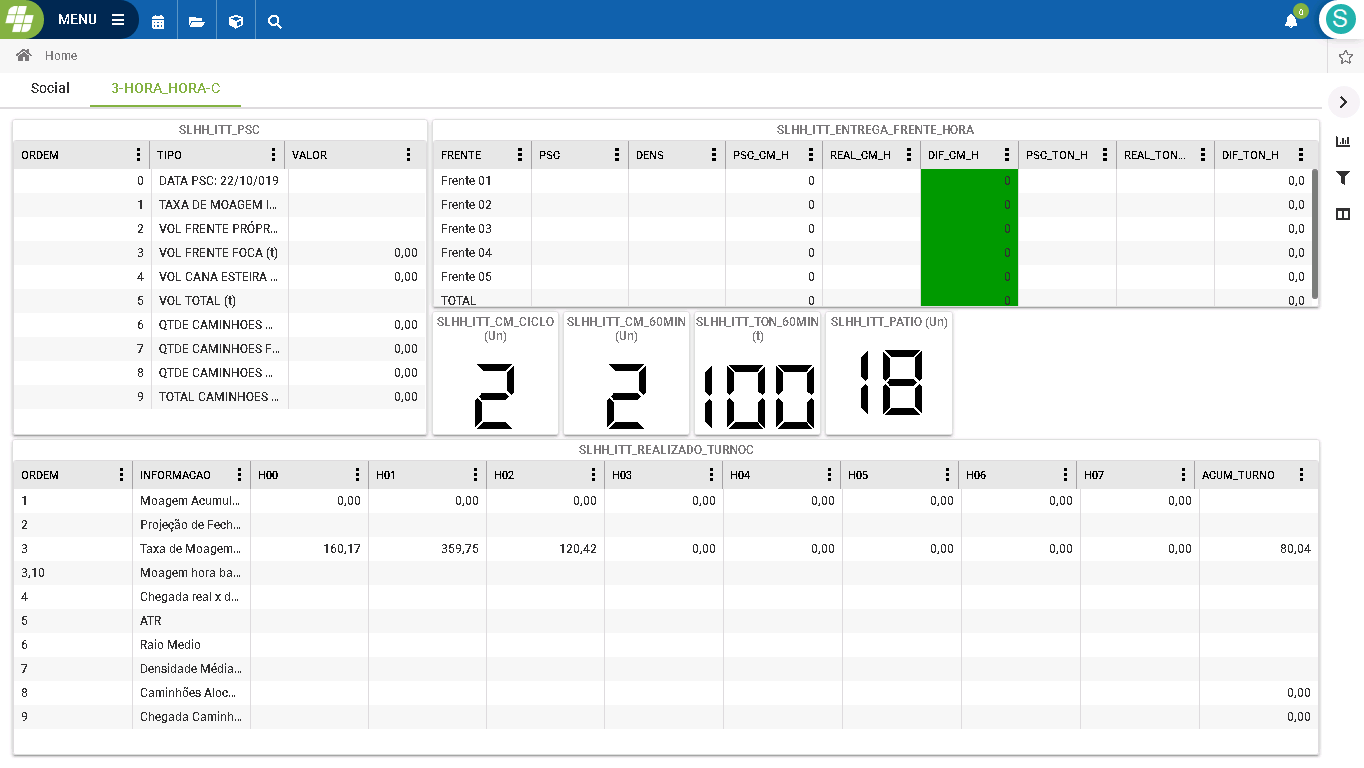 MENU
0
S
Home
Social 3-HORA_HORA-C
SLHH_ITT_PSC
ORDEM TIPO VALOR
0 DATA PSC: 22/10/019
1 TAXA DE MOAGEM I...
2 VOL FRENTE PRÓPR...
3 VOL FRENTE FOCA (t) 0,00
4 VOL CANA ESTEIRA ... 0,00
5 VOL TOTAL (t)
6 QTDE CAMINHOES ... 0,00
7 QTDE CAMINHOES F... 0,00
8 QTDE CAMINHOES ... 0,00
9 TOTAL CAMINHOES ... 0,00
SLHH_ITT_ENTREGA_FRENTE_HORA
FRENTE PSC DENS PSC_CM_H REAL_CM_H DIF_CM_H PSC_TON_H REAL_TON... DIF_TON_H
Frente 01 0 0 0,0
Frente 02 0 0 0,0
Frente 03 0 0 0,0
Frente 04 0 0 0,0
Frente 05 0 0 0,0
TOTAL 0 0 0,0
SLHH_ITT_CM_CICLO
(Un)
2
SLHH_ITT_CM_60MIN
(Un)
2
SLHH_ITT_TON_60MIN
(t)
100
SLHH_ITT_PATIO (Un)
18
SLHH_ITT_REALIZADO_TURNOC
ORDEM INFORMACAO H00 H01 H02 H03 H04 H05 H06 H07 ACUM_TURNO
1 Moagem Acumul... 0,00 0,00 0,00 0,00 0,00 0,00 0,00 0,00
2 Projeção de Fech...
3 Taxa de Moagem... 160,17 359,75 120,42 0,00 0,00 0,00 0,00 0,00 80,04
3,10 Moagem hora ba...
4 Chegada real x d...
5 ATR
6 Raio Medio
7 Densidade Média...
8 Caminhões Aloc... 0,00
9 Chegada Caminh... 0,00